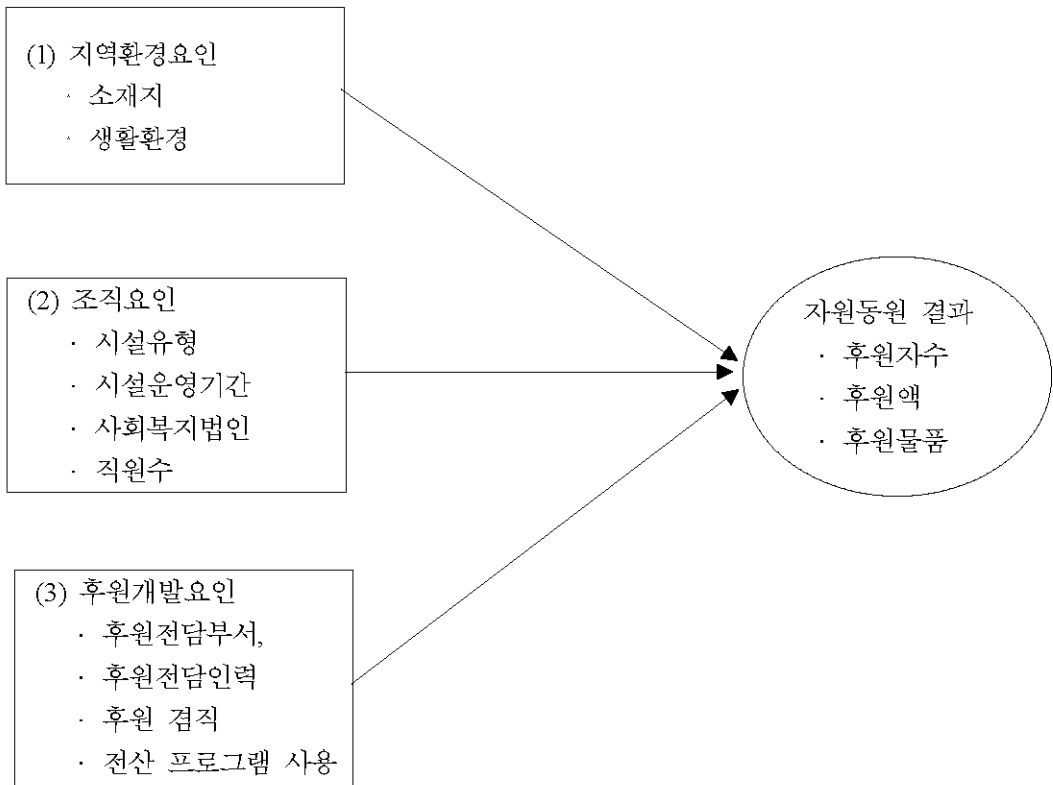 (1) 지역환경요인
· 소재지
· 생활환경
(2) 조직요인
· 시설유형
· 시설운영기간
· 사회복지법인
· 직원수
자원동원 결과
· 후원자수
· 후원액
· 후원물품
(3) 후원개발요인
· 후원전담부서,
· 후원전담인력
· 후원 겸직
· 전산 프로그램 사용